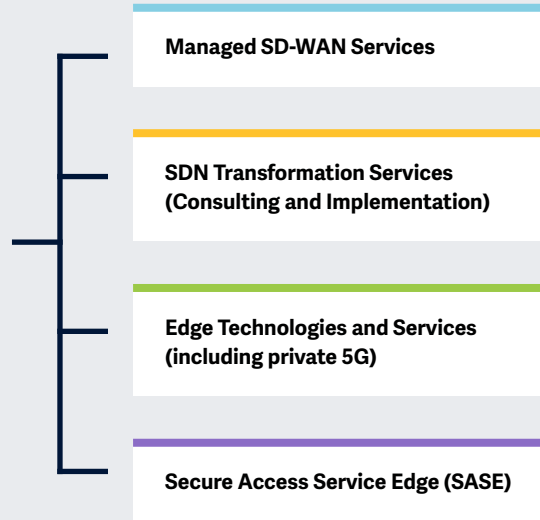 Managed SD-WAN Services
SDN Transformation Services
(Consulting and Implementation)
Edge Technologies and Services
(including private 5G)
Secure Access Service Edge (SASE)